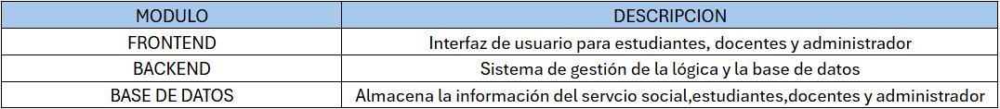 MODULO DESCRIPCION
FRONTEND Interfaz de usuario para estudiantes, docentes y administrador
BACKEND Sistema de gestión de la lógica y la base de datos
BASE DE DATOS Almacena la información del servcio social,estudiantes,docentes y administrador